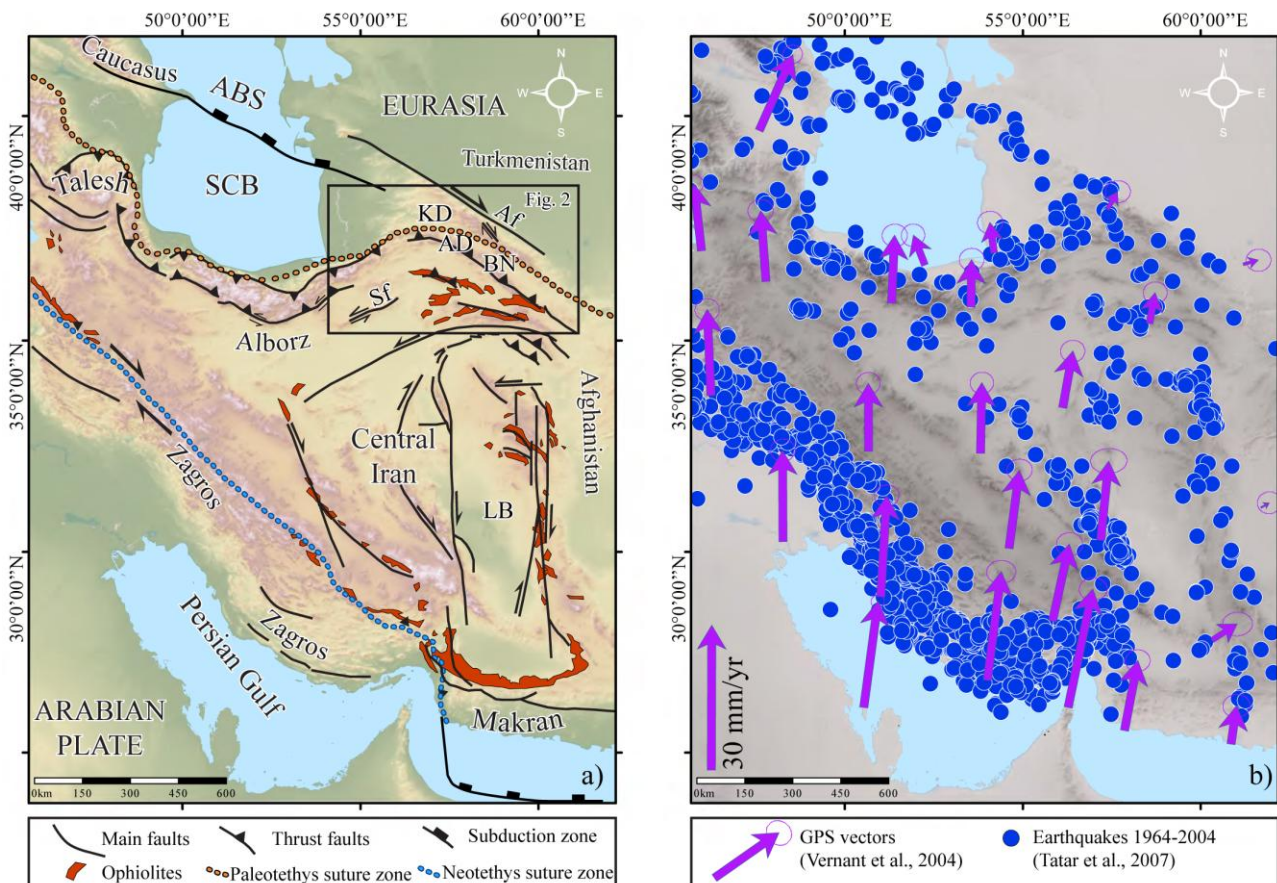 50°0'00''E 55°0'00''E 60°0'00''E
50°0'00''E 55°0'00''E 60°0'00''E
40°0'00''N
35°0'00''N
30°0'00''N
Caucasus
ABS
EURASIA
N
W E
S
Turkmenistan
Talesh
SCB
Fig. 2
KD
Af
AD
BN
Sf
Alborz
Afghanistan
Central
Iran
Zagros
LB
Zagros
Persian Gulf
ARABIAN
PLATE
Makran
0km 150 300 450 600
a)
40°0'00''N
35°0'00''N
30°0'00''N
N
W E
S
30 mm/yr
0km 150 300 450 600
b)
Main faults Thrust faults Subduction zone
Ophiolites Paleotethys suture zone Neotethys suture zone
GPS vectors
(Vernant et al., 2004)
Earthquakes 1964-2004
(Tatar et al., 2007)